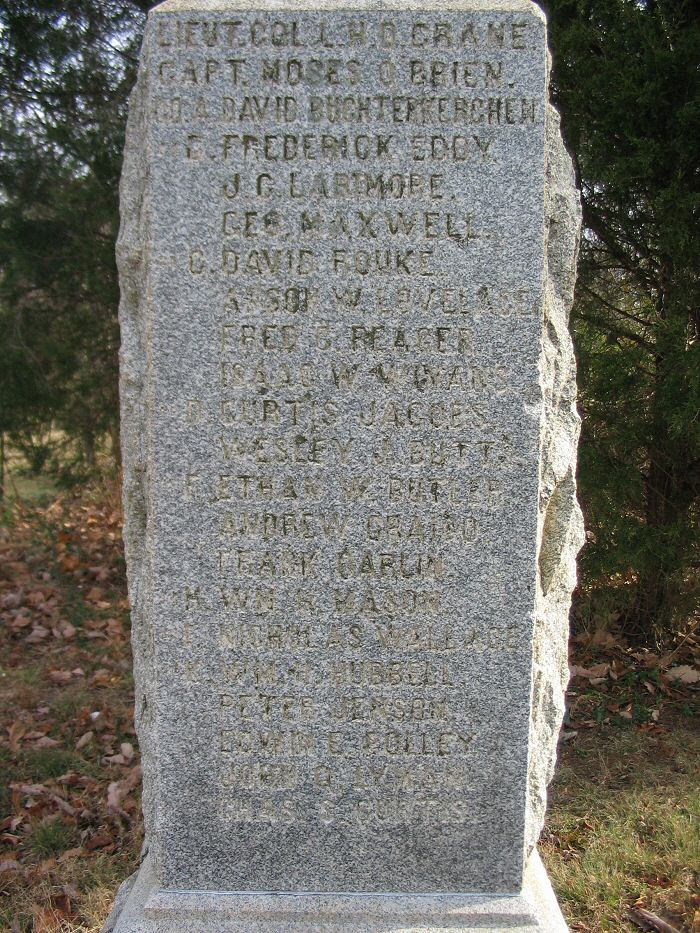 LIEUT. COL. L. H. D. CRANE
CAPT. MOSES O'BRIEN.
CO. A. DAVID BUCHTERKERCHEN
B. FREDERICK EDDY.
J. C. LARIMORE.
GEO. MAXWELL.
C. DAVID ROUKE.
ANSON W. LOVELACE
FRED G. REAGER
ISAAC W. WYANS
D. CURTIS JACOBS.
WESLEY J. BUTTS
F. ETHAN W. BUTLER
ANDREW
FRANK CARLIN.
H. WM. H. MASON.
I. NICHOLAS WALLACE
K. WM. H. HUBBELL
PETER JENSON
EDWIN E. POLLEY
JOHN O. LYMAN
CHAS. S. CURTIS.